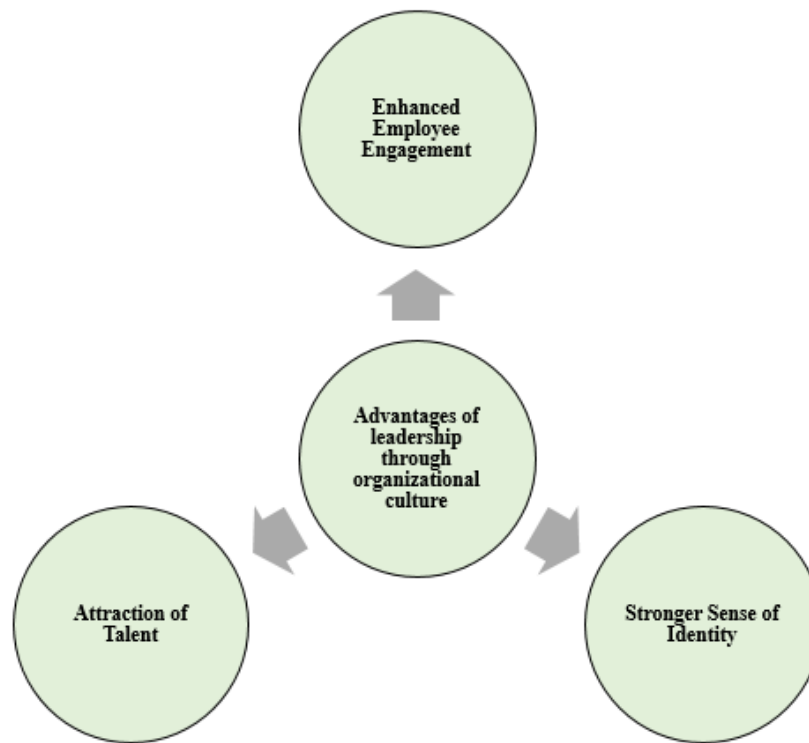 Enhanced
Employee
Engagement
Advantages of
leadership
through
organizational
culture
Attraction of
Talent
Stronger Sense of
Identity